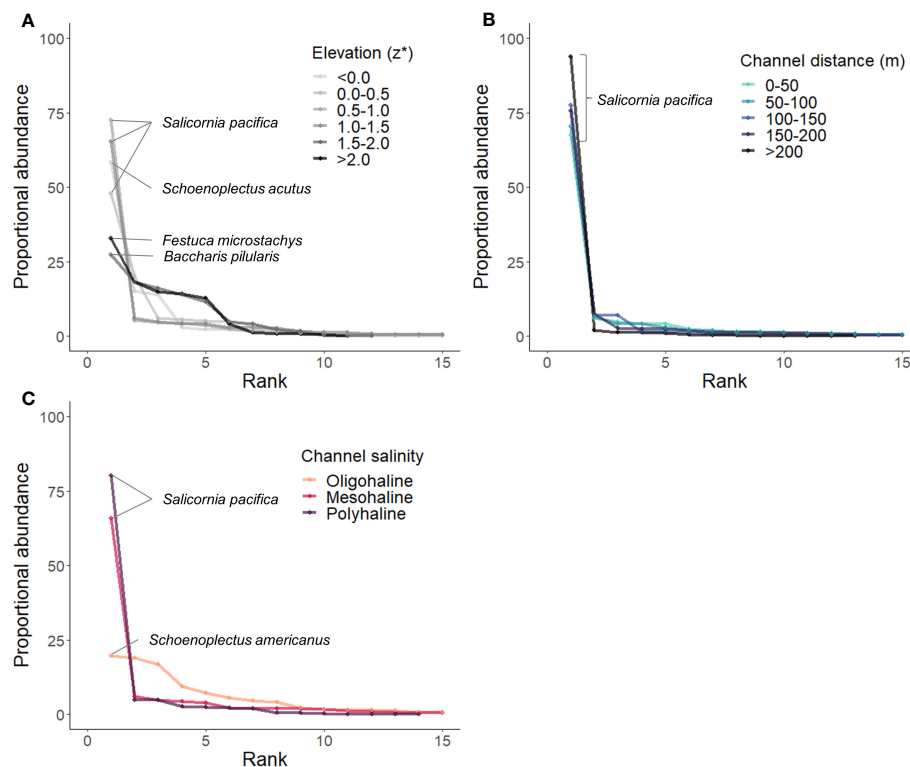 A
Proportional abundance
100
75
50
25
0
0
5
10
15
Rank
Elevation (z*)
<0.0
0.0-0.5
0.5-1.0
1.0-1.5
1.5-2.0
>2.0
Salicornia pacifica
Schoenoplectus acutus
Festuca microstachys
Baccharis pilularis
B
Proportional abundance
100
75
50
25
0
0
5
10
15
Rank
Channel distance (m)
0-50
50-100
100-150
150-200
>200
Salicornia pacifica
C
Proportional abundance
100
75
50
25
0
0
5
10
15
Rank
Channel salinity
Oligohaline
Mesohaline
Polyhaline
Salicornia pacifica
Schoenoplectus americanus